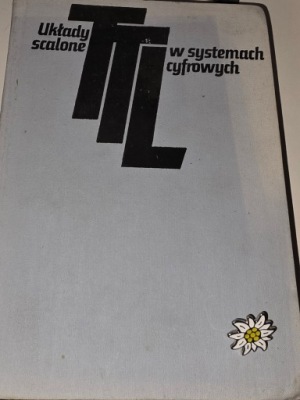 Układy
scalone
TTL
w systemach
cyfrowych